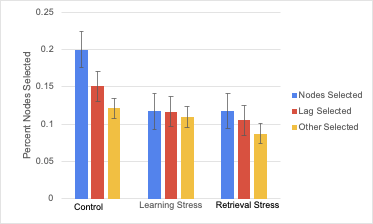 0.25
0.2
0.15
0.1
0.05
0
Percent Nodes Selected
Control
Learning Stress
Retrieval Stress
Nodes Selected
Lag Selected
Other Selected